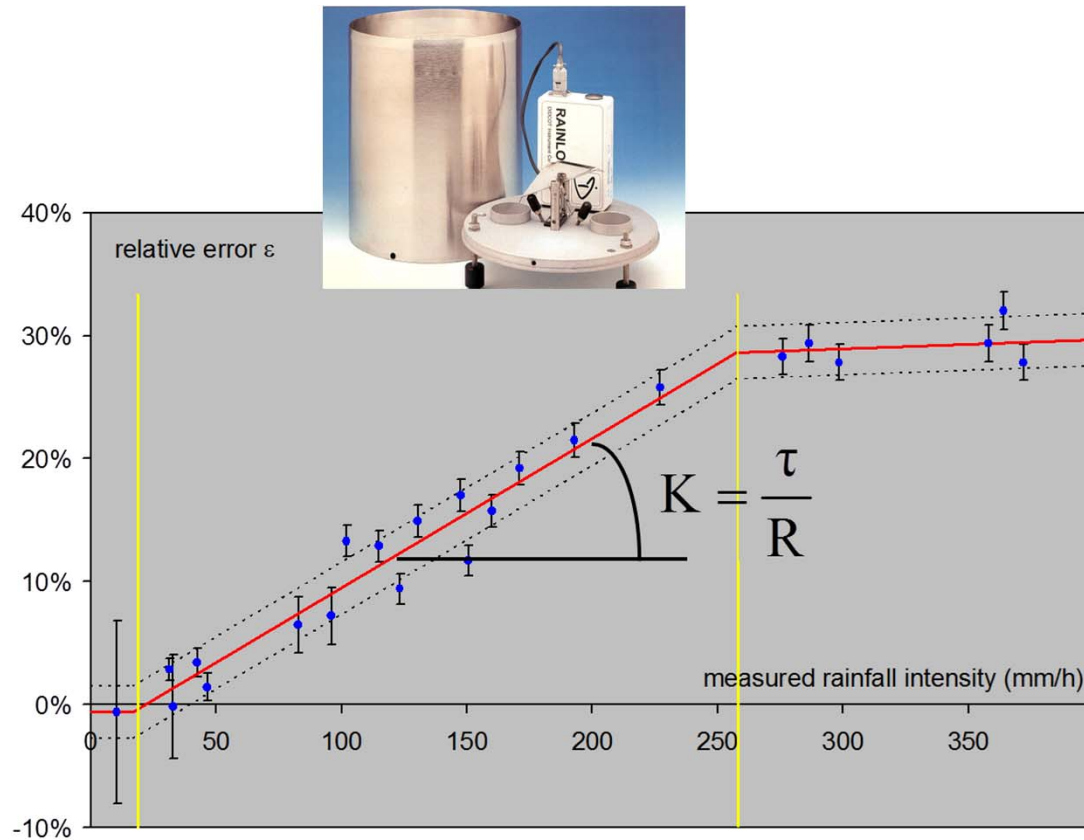 RAINLO
40%
relative error ε
30%
20%
K = τ / R
10%
measured rainfall intensity (mm/h)
0%
0 50 100 150 200 250 300 350
-10%